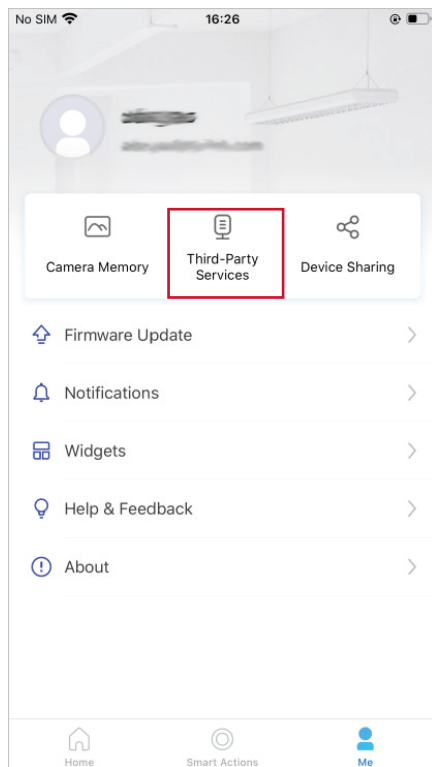 No SIM 16:26
Camera Memory
Third-Party
Services
Device Sharing
Firmware Update
Notifications
Widgets
Help & Feedback
About
Home
Smart Actions
Me